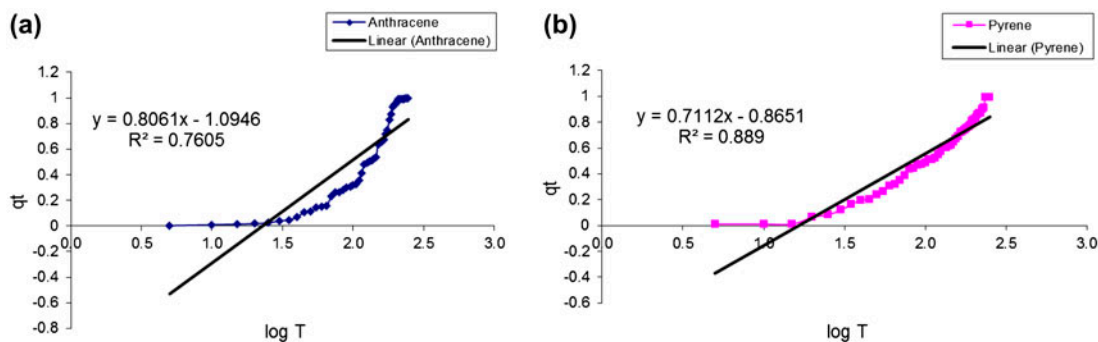 (a)
Anthracene
Linear (Anthracene)
1.2
1
0.8
0.6
0.4
0.2
0
-0.2
-0.4
-0.6
-0.8
y = 0.8061x - 1.0946
R² = 0.7605
0.0 0.5 1.0 1.5 2.0 2.5 3.0
qt
log T
(b)
Pyrene
Linear (Pyrene)
1.2
1
0.8
0.6
0.4
0.2
0
-0.2
-0.4
-0.6
y = 0.7112x - 0.8651
R² = 0.889
0.0 0.5 1.0 1.5 2.0 2.5 3.0
qt
log T